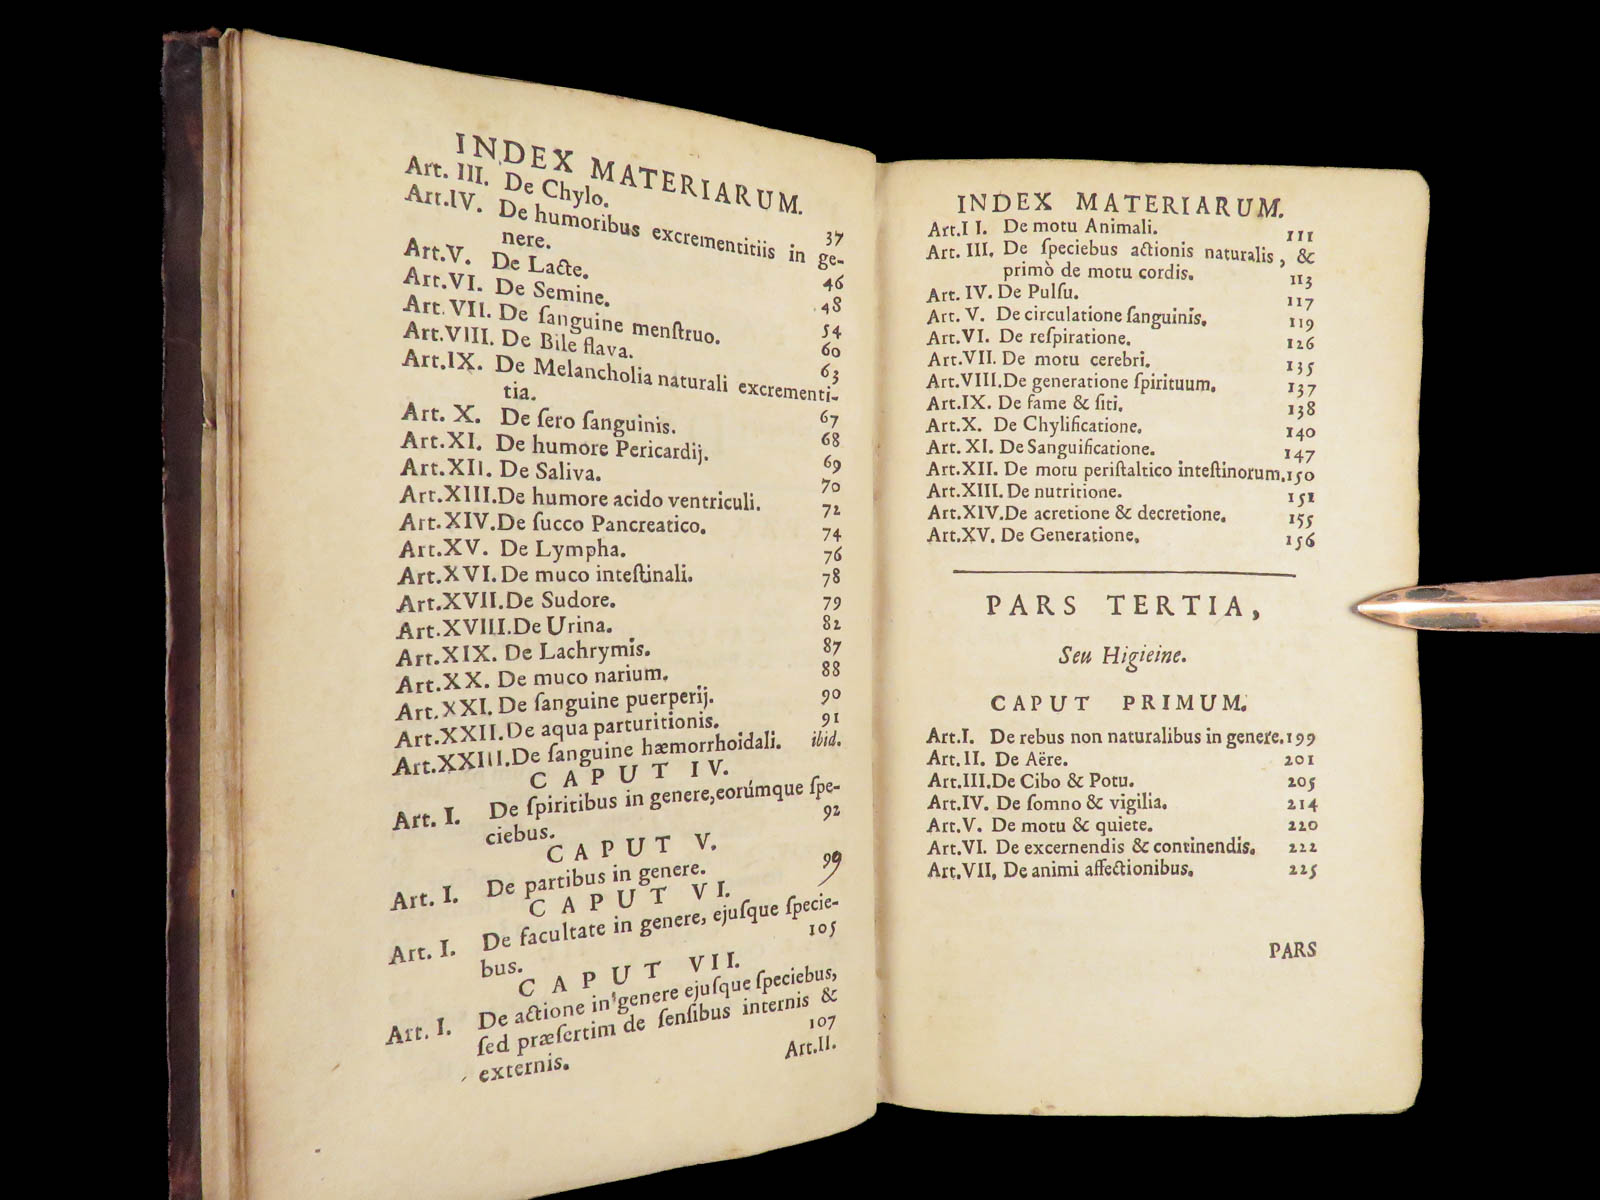 INDEX MATERIARUM.
Art. III. De Chylo. 37
Art.IV. De humoribus excrementitiis in ge-
nere. 46
Art.V. De Lacte. 48
Art.VI. De Semine. 54
Art.VII. De ſanguine menſtruo. 60
Art.VIII. De Bile flava. 63
Art.IX. De Melancholia naturali excrementi-
tia. 67
Art. X. De ſero ſanguinis. 68
Art.XI. De humore Pericardij. 69
Art.XII. De Saliva. 70
Art.XIII.De humore acido ventriculi. 72
Art.XIV.De ſucco Pancreatico. 74
Art.XV. De Lympha. 76
Art.XVI. De muco inteſtinali. 78
Art.XVII.De Sudore. 79
Art.XVIII.De Urina. 82
Art.XIX. De Lachrymis. 87
Art.XX. De muco narium. 88
Art.XXI. De ſanguine puerperij. 90
Art.XXII.De aqua parturitionis. 91
Art.XXIII.De ſanguine hæmorrhoidali. ibid.
CAPUT IV.
Art. I. De ſpiritibus in genere,eorúmque ſpe-
ciebus. 92
CAPUT V.
Art. I. De partibus in genere. 99
CAPUT VI.
Art. I. De facultate in genere, ejuſque ſpecie-
bus. 105
CAPUT VII.
Art. I. De actione in genere ejuſque ſpeciebus,
ſed præſertim de ſenſibus internis &
externis. 107
Art.II.
INDEX MATERIARUM.
Art.II. De motu Animali. 111
Art. III. De ſpeciebus actionis naturalis, &
primò de motu cordis. 113
Art. IV. De Pulſu. 117
Art. V. De circulatione ſanguinis. 119
Art.VI. De reſpiratione. 126
Art.VII. De motu cerebri. 135
Art.VIII.De generatione ſpirituum. 137
Art.IX. De fame & ſiti. 138
Art.X. De Chylificatione. 140
Art. XI. De Sanguificatione. 147
Art.XII. De motu periſtaltico inteſtinorum.150
Art.XIII. De nutritione. 151
Art.XIV.De acretione & decretione. 155
Art.XV. De Generatione. 156
PARS TERTIA,
Seu Higieine.
CAPUT PRIMUM.
Art.I. De rebus non naturalibus in genere.199
Art.II. De Aëre. 201
Art.III.De Cibo & Potu. 205
Art.IV. De ſomno & vigilia. 214
Art.V. De motu & quiete. 220
Art.VI. De excernendis & continendis. 222
Art.VII. De animi affectionibus. 225
PARS